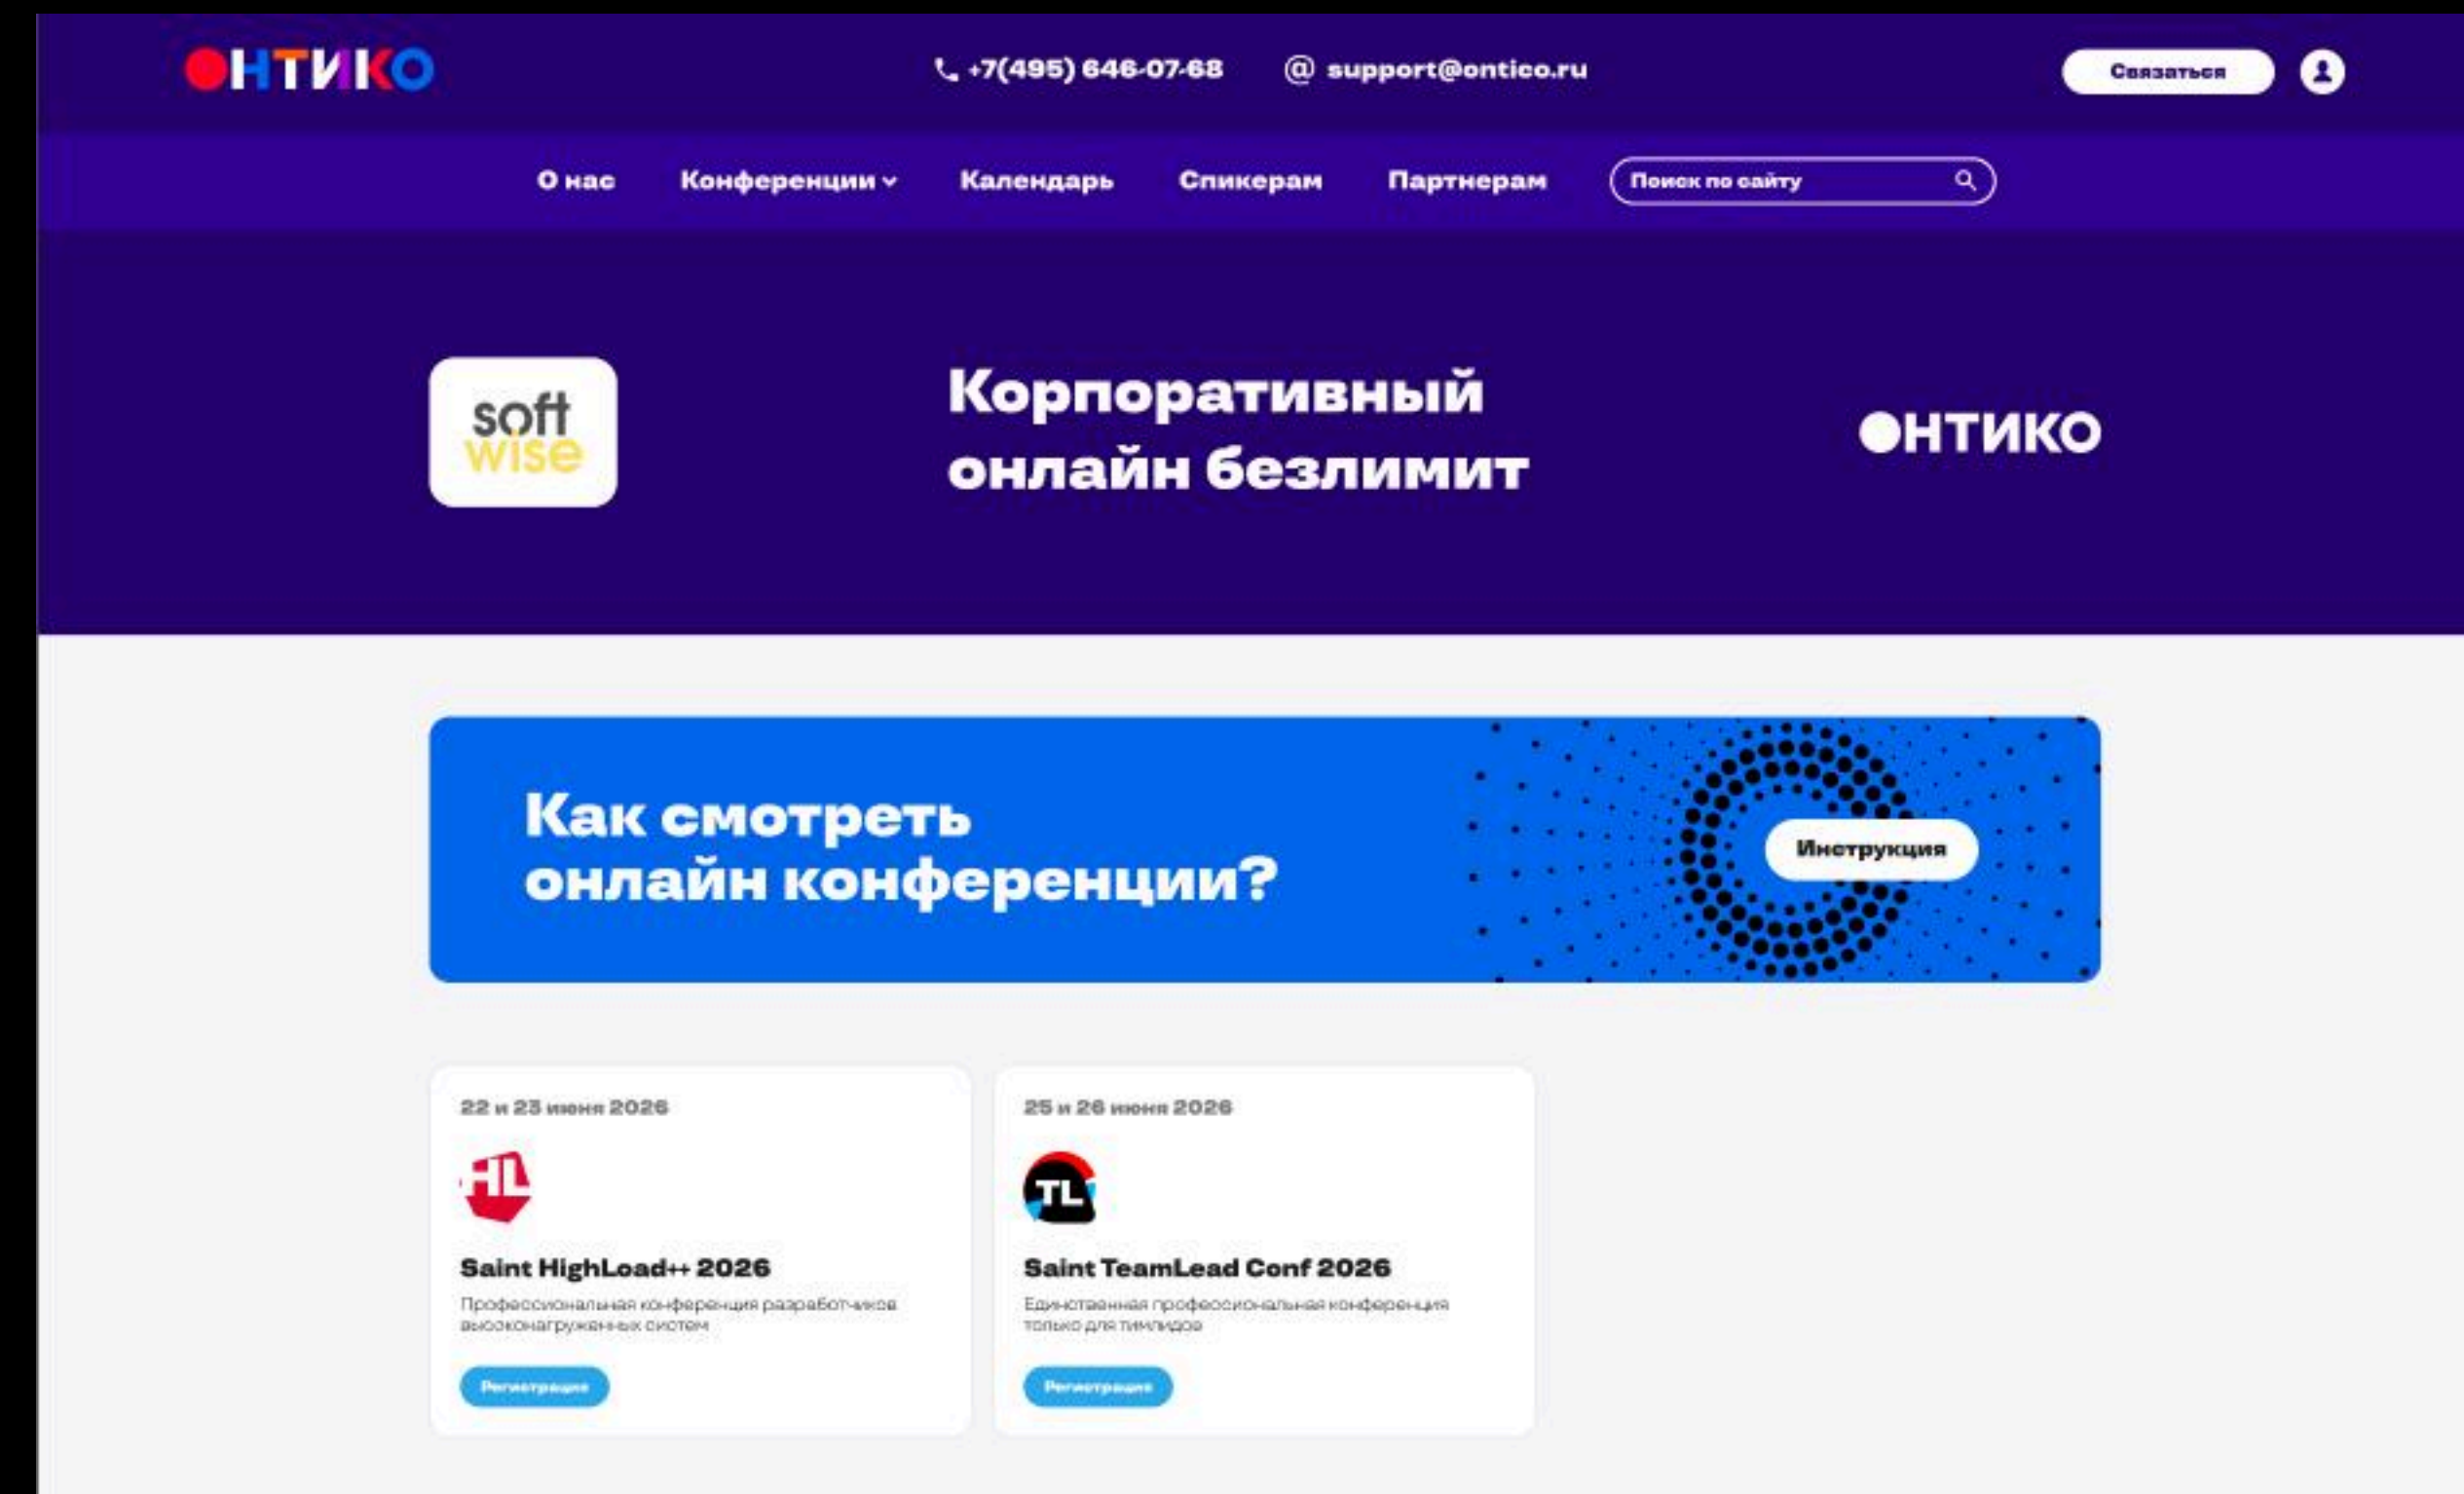 ОНТИКО
+7(495) 646-07-68
@ support@ontico.ru
Связаться
О нас
Конференции
Календарь
Спикерам
Партнерам
Поиск по сайту
soft
wise
Корпоративный
онлайн безлимит
ОНТИКО
Как смотреть
онлайн конференции?
Инструкция
22 и 23 июня 2026
HL
Saint HighLoad++ 2026
Профессиональная конференция разработчиков
высоконагруженных систем
Регистрация
25 и 26 июня 2026
TL
Saint TeamLead Conf 2026
Единственная профессиональная конференция
только для тимлидов
Регистрация